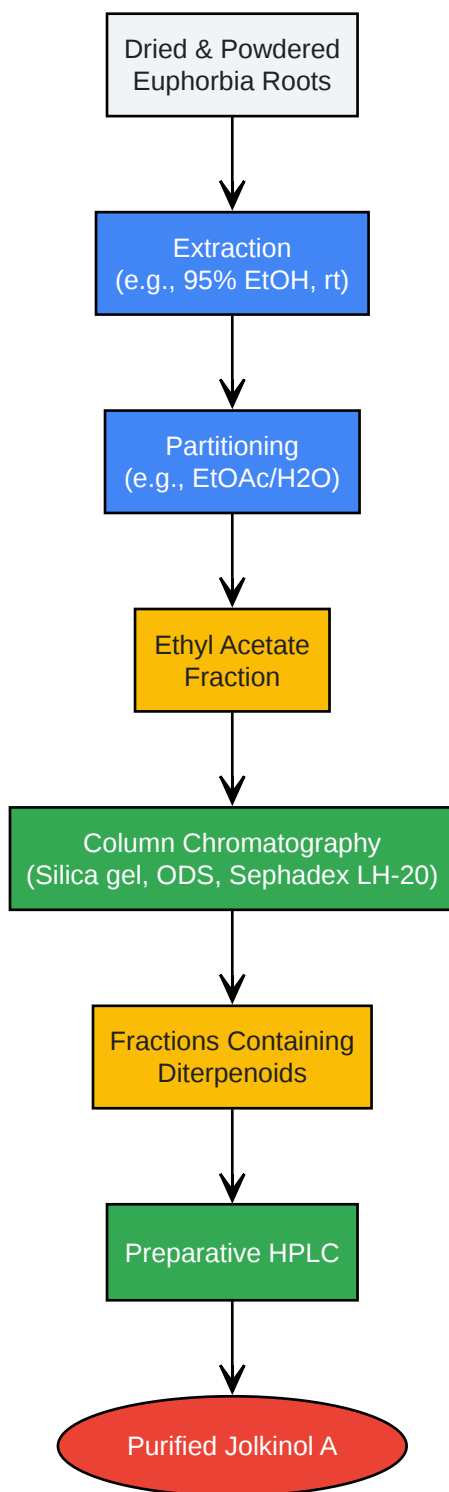 Dried & Powdered
Euphorbia Roots
Extraction
(e.g., 95% EtOH, rt)
Partitioning
(e.g., EtOAc/H2O)
Ethyl Acetate
Fraction
Column Chromatography
(Silica gel, ODS, Sephadex LH-20)
Fractions Containing
Diterpenoids
Preparative HPLC
Purified Jolkinol A